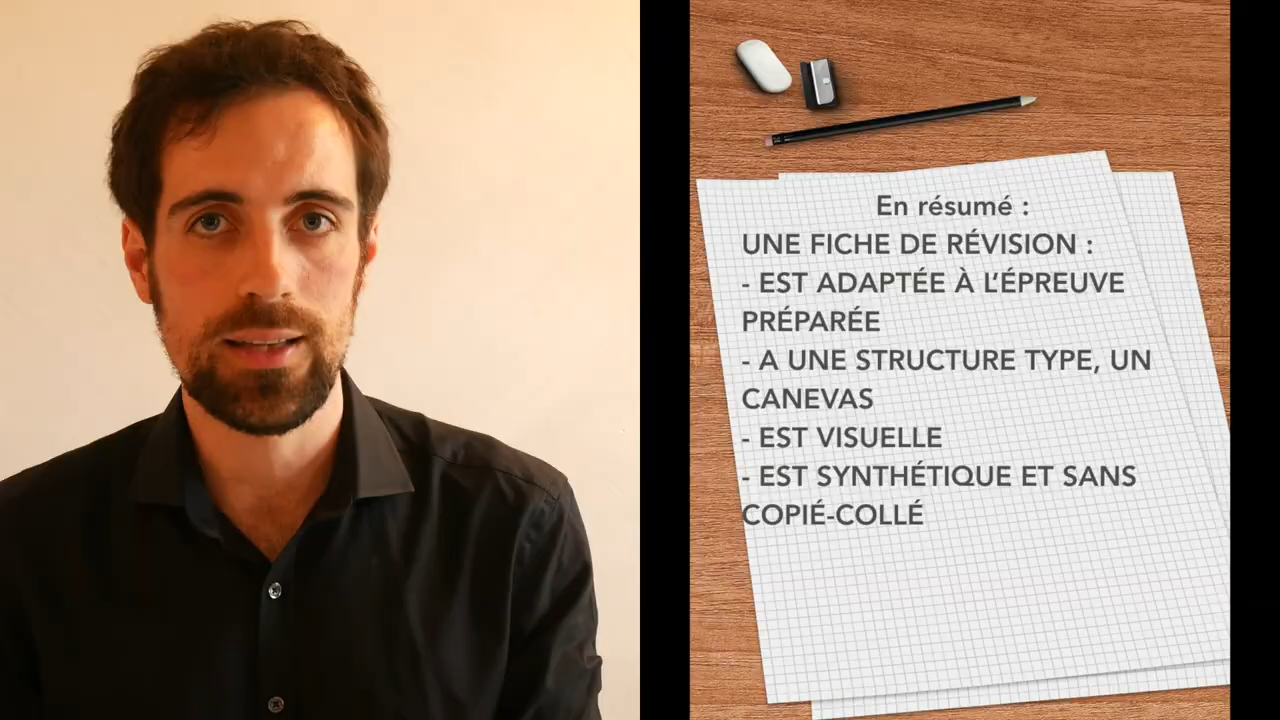 En résumé :
UNE FICHE DE RÉVISION :
- EST ADAPTÉE À L’ÉPREUVE
PRÉPARÉE
- A UNE STRUCTURE TYPE, UN
CANEVAS
- EST VISUELLE
- EST SYNTHÉTIQUE ET SANS
COPIÉ-COLLÉ